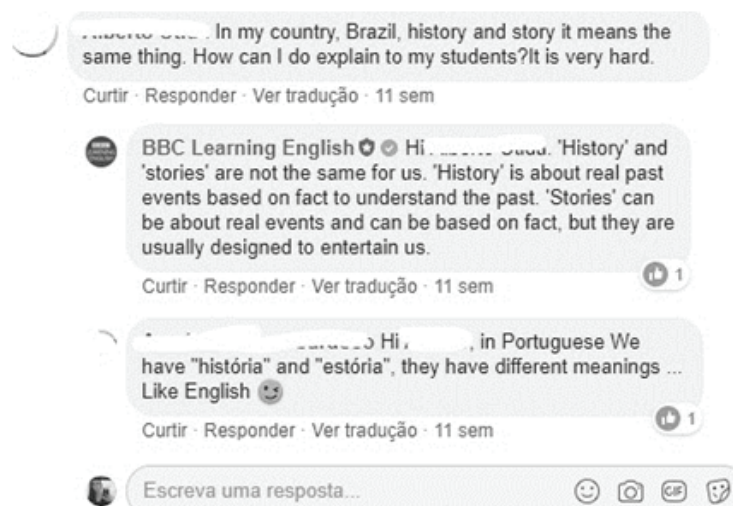 In my country, Brazil, history and story it means the
same thing. How can I do explain to my students?It is very hard.
Curtir · Responder · Ver tradução · 11 sem
BBC Learning English Hi 'History' and
'stories' are not the same for us. 'History' is about real past
events based on fact to understand the past. 'Stories' can
be about real events and can be based on fact, but they are
usually designed to entertain us.
1
Curtir · Responder · Ver tradução · 11 sem
Hi , in Portuguese We
have "história" and "estória", they have different meanings ...
Like English
1
Curtir · Responder · Ver tradução · 11 sem
Escreva uma resposta...
GIF